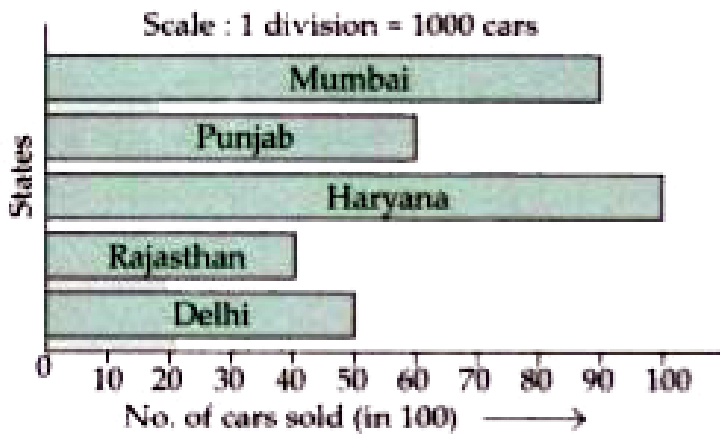 Scale : 1 division = 1000 cars
States
Mumbai
Punjab
Haryana
Rajasthan
Delhi
0 10 20 30 40 50 60 70 80 90 100
No. of cars sold (in 100)